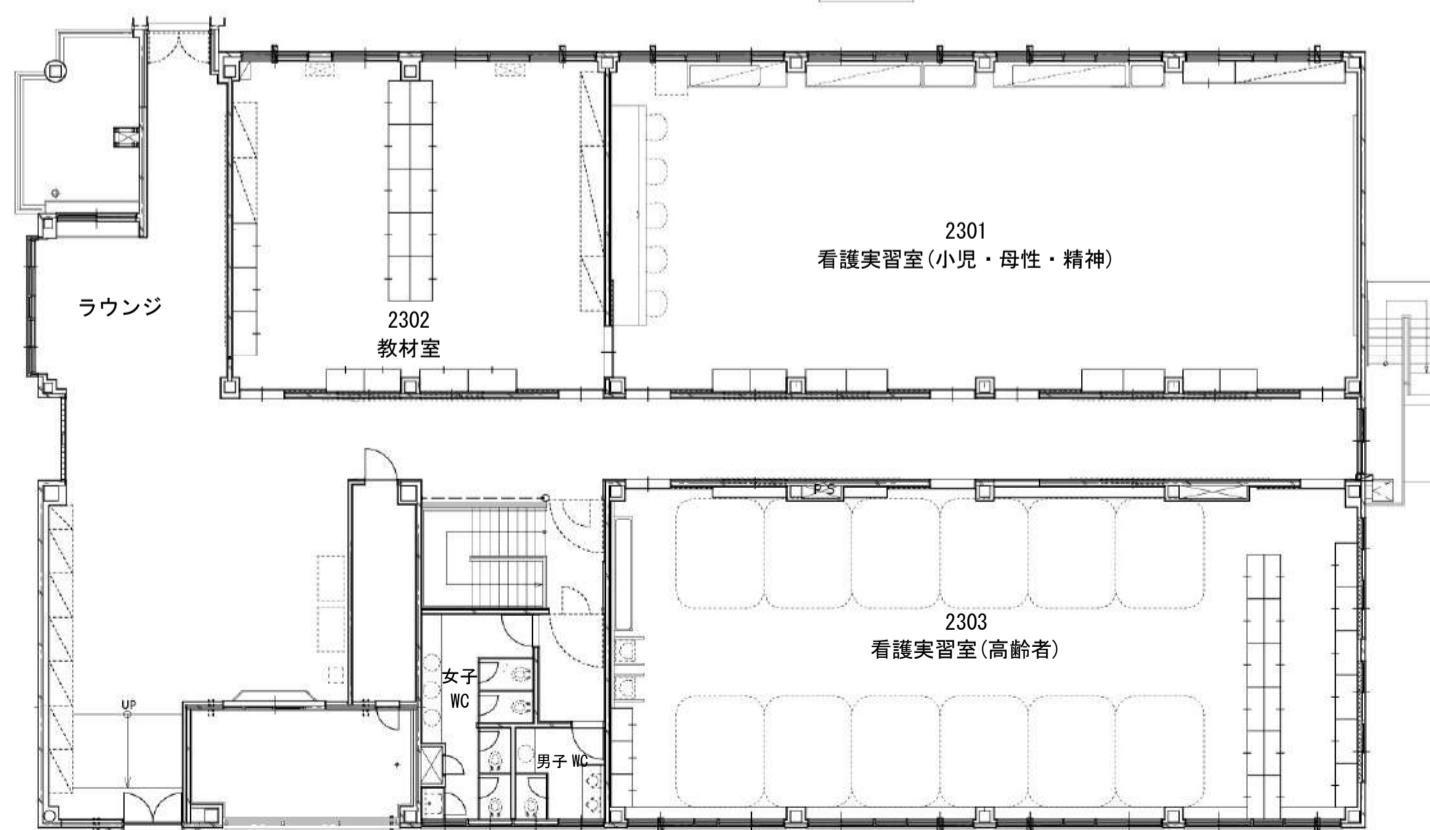 2301
看護実習室(小児・母性・精神)
ラウンジ
2302
教材室
PS
2303
看護実習室(高齢者)
女子
WC
UP
男子 WC